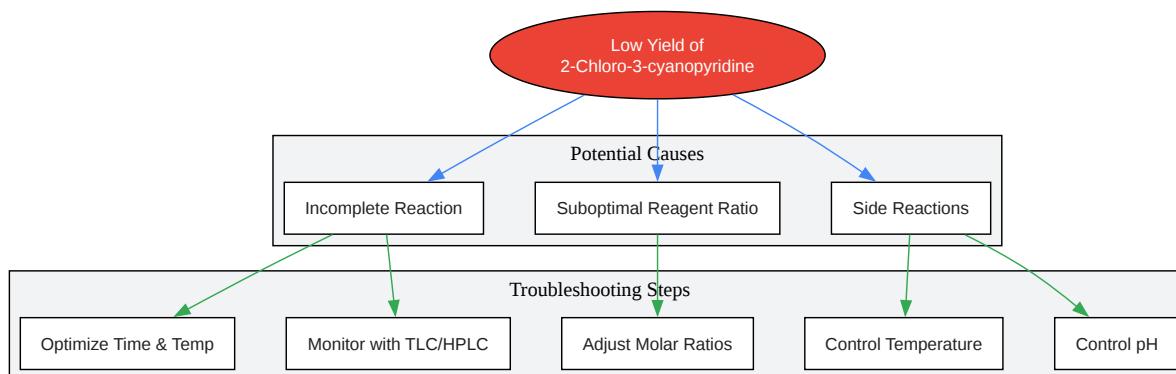 Low Yield of
2-Chloro-3-cyanopyridine
Potential Causes
Incomplete Reaction
Suboptimal Reagent Ratio
Side Reactions
Troubleshooting Steps
Optimize Time & Temp
Monitor with TLC/HPLC
Adjust Molar Ratios
Control Temperature
Control pH